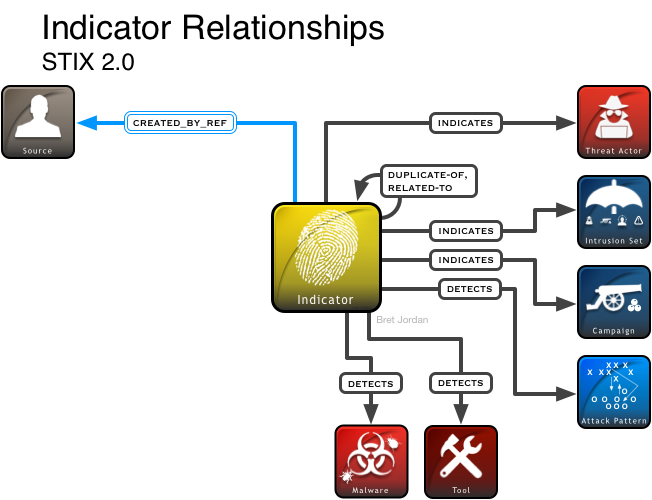 Indicator Relationships
STIX 2.0
CREATED_BY_REF
INDICATES
Source
Threat Actor
DUPLICATE-OF,
RELATED-TO
INDICATES
Intrusion Set
INDICATES
DETECTS
Indicator
Bret Jordan
Campaign
X X X
X X X X
X
O
O O O O
O O O
Attack Pattern
DETECTS
DETECTS
Malware
Tool